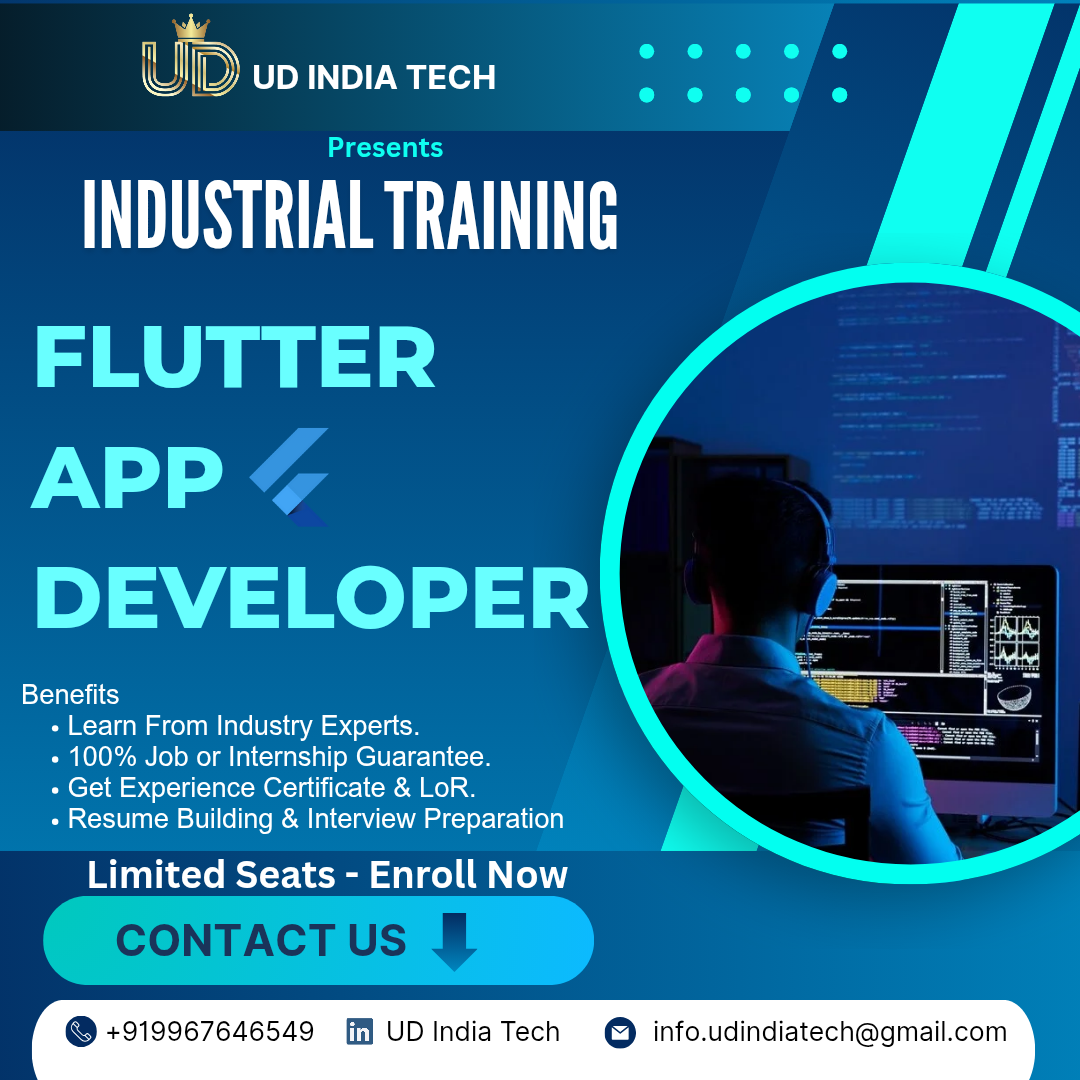 UD UD INDIA TECH
Presents
INDUSTRIAL TRAINING
FLUTTER
APP
DEVELOPER
Benefits
• Learn From Industry Experts.
• 100% Job or Internship Guarantee.
• Get Experience Certificate & LoR.
• Resume Building & Interview Preparation
Limited Seats - Enroll Now
CONTACT US
+919967646549 in UD India Tech info.udindiatech@gmail.com